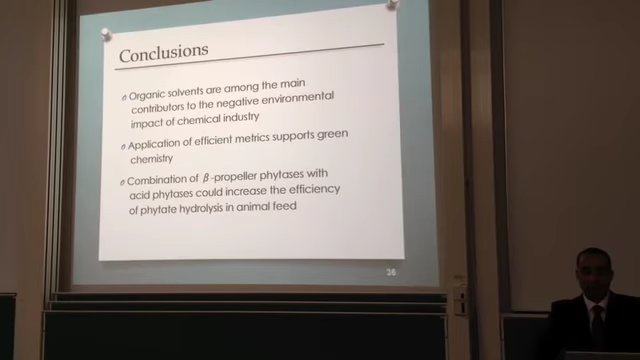 Conclusions
Organic solvents are among the main
contributors to the negative environmental
impact of chemical industry
Application of efficient metrics supports green
chemistry
Combination of β-propeller phytases with
acid phytases could increase the efficiency
of phytate hydrolysis in animal feed
36